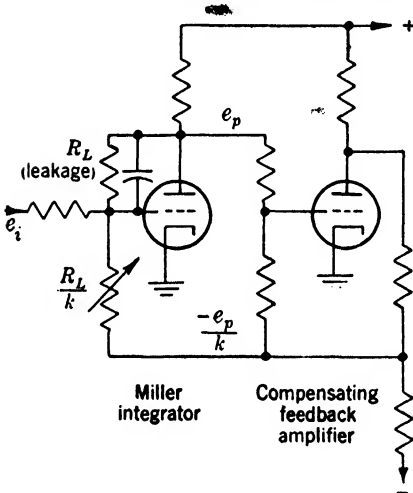 +
e_p
R_L
(leakage)
e_i
R_L
k
-e_p
k
Miller
integrator
Compensating
feedback
amplifier
-